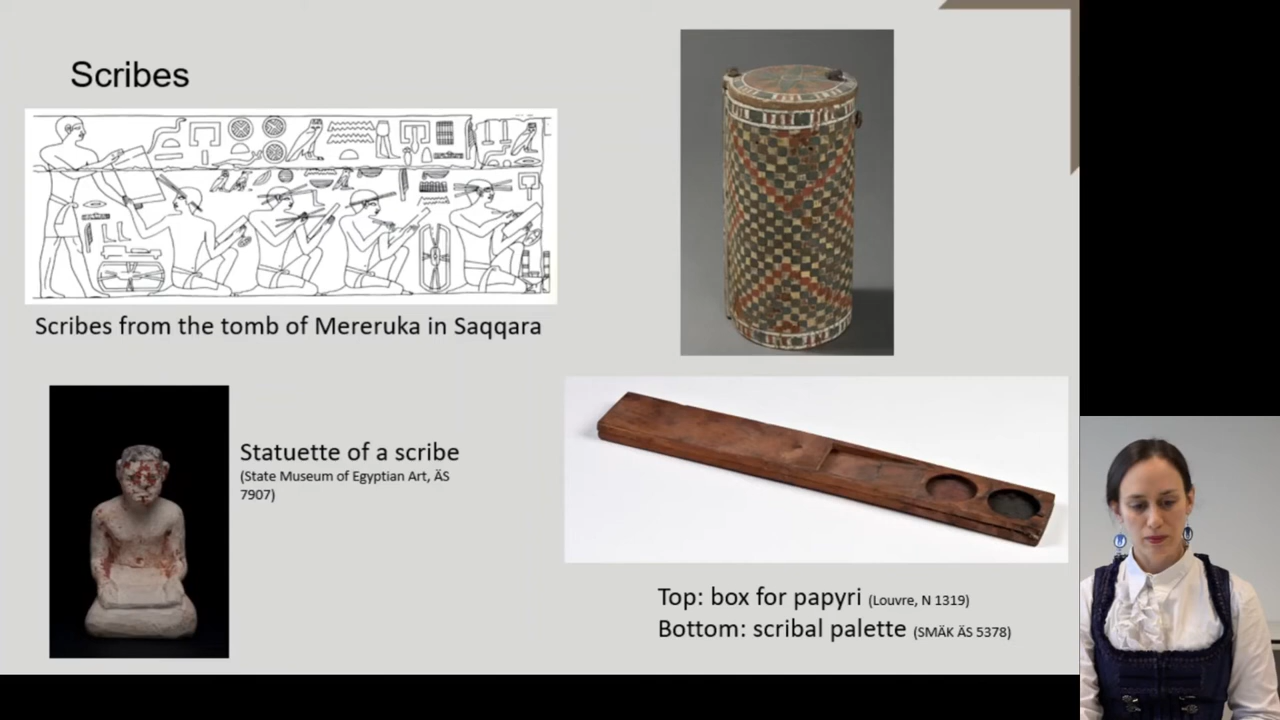 Scribes
Scribes from the tomb of Mereruka in Saqqara
Statuette of a scribe
(State Museum of Egyptian Art, ÄS
7907)
Top: box for papyri (Louvre, N 1319)
Bottom: scribal palette (SMÄK ÄS 5378)